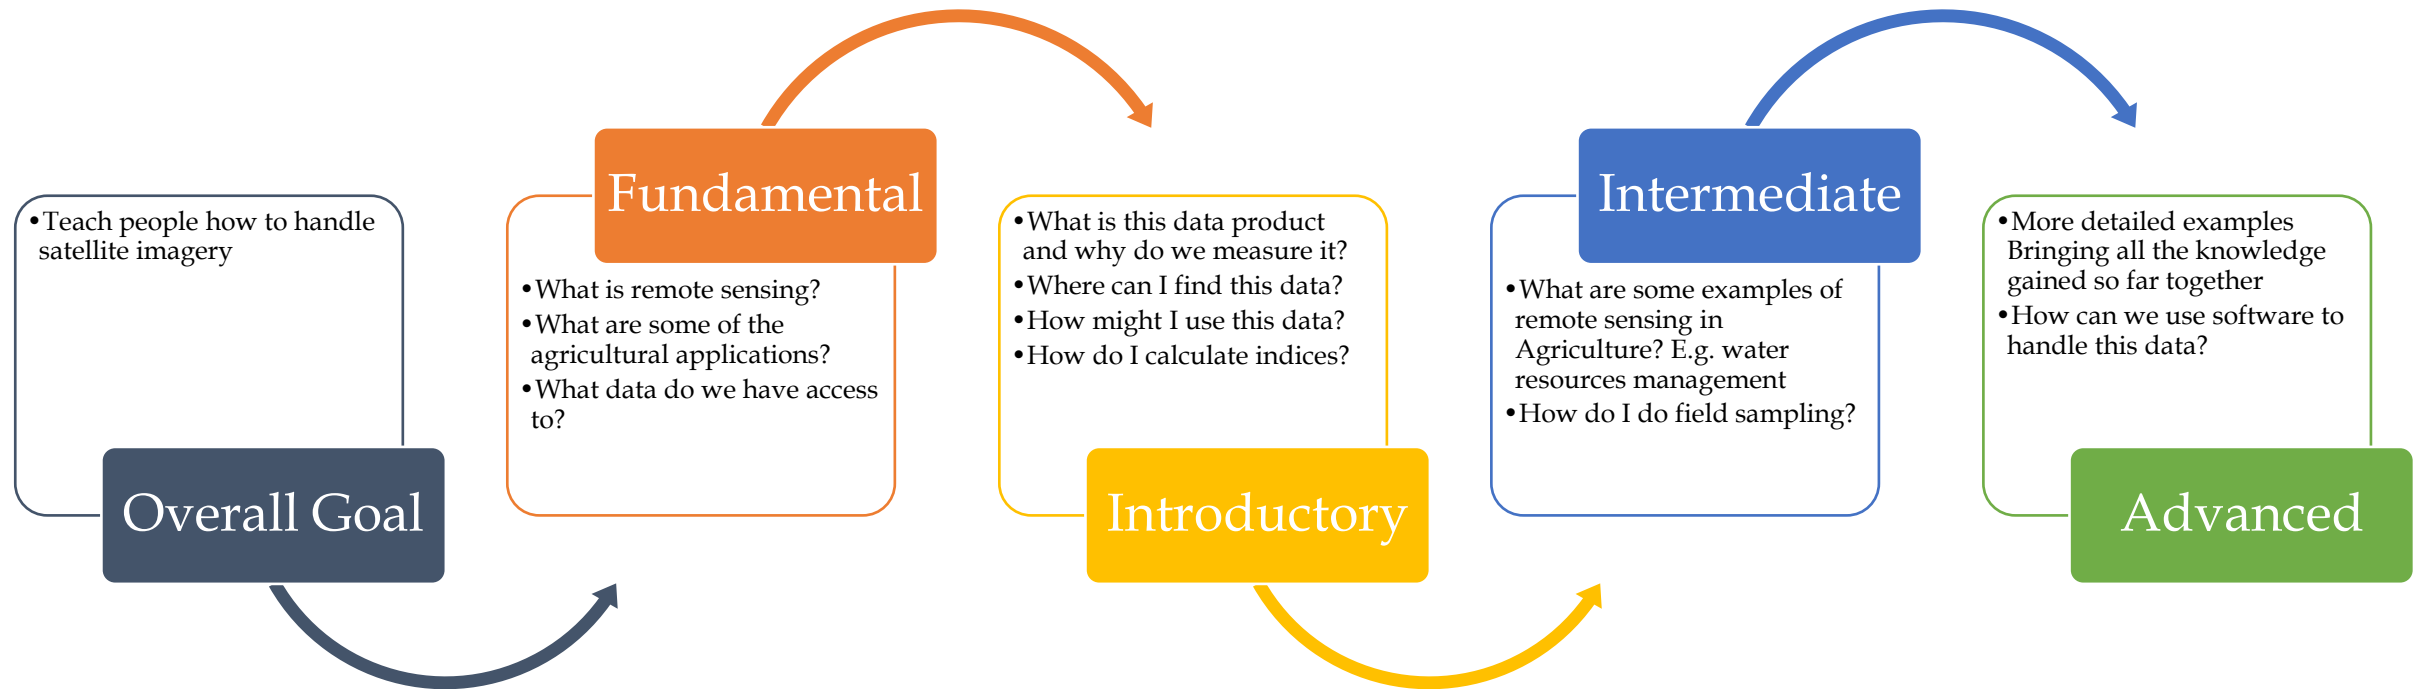 •Teach people how to handle
satellite imagery
Overall Goal
Fundamental
•What is remote sensing?
•What are some of the
agricultural applications?
•What data do we have access
to?
•What is this data product
and why do we measure it?
•Where can I find this data?
•How might I use this data?
•How do I calculate indices?
Introductory
Intermediate
•What are some examples of
remote sensing in
Agriculture? E.g. water
resources management
•How do I do field sampling?
•More detailed examples
Bringing all the knowledge
gained so far together
•How can we use software to
handle this data?
Advanced